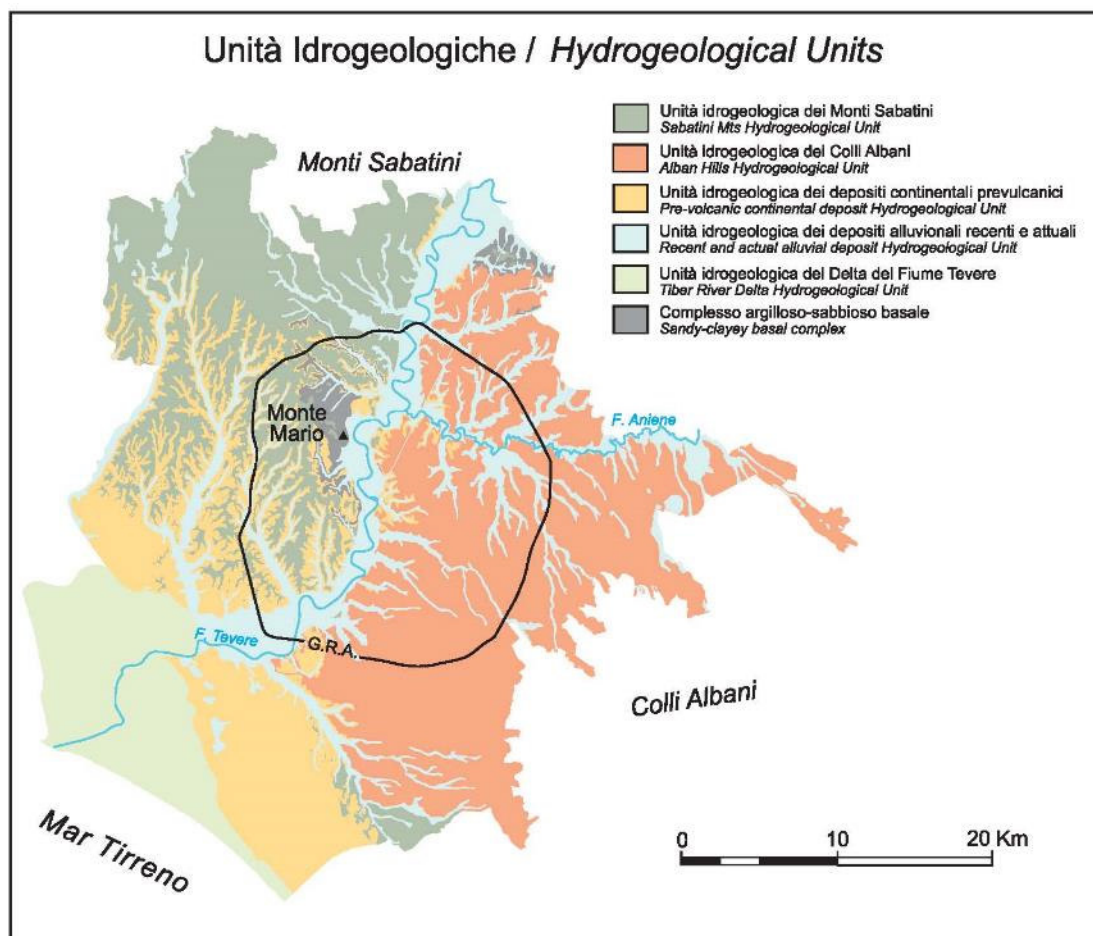 Unità Idrogeologiche / Hydrogeological Units
Unità idrogeologica dei Monti Sabatini
Sabatini Mts Hydrogeological Unit
Unità Idrogeologica dei Colli Albani
Alban Hills Hydrogeological Unit
Unità idrogeologica dei depositi continentali prevulcanici
Pre-volcanic continental deposit Hydrogeological Unit
Unità idrogeologica dei depositi alluvionali recenti e attuali
Recent and actual alluvial deposit Hydrogeological Unit
Unità idrogeologica del Delta del Fiume Tevere
Tiber River Delta Hydrogeological Unit
Complesso argilloso-sabbioso basale
Sandy-clayey basal complex
Monti Sabatini
Monte
Mario
F. Aniene
F. Tevere
G.R.A.
Colli Albani
Mar Tirreno
0 10 20 Km